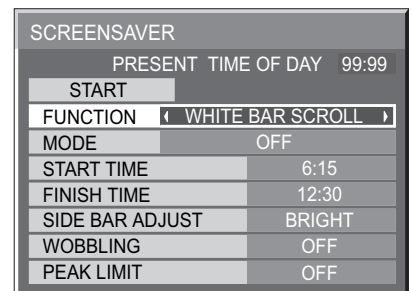 SCREENSAVER
PRESENT TIME OF DAY 99:99
START
FUNCTION WHITE BAR SCROLL
MODE OFF
START TIME 6:15
FINISH TIME 12:30
SIDE BAR ADJUST BRIGHT
WOBBLING OFF
PEAK LIMIT OFF